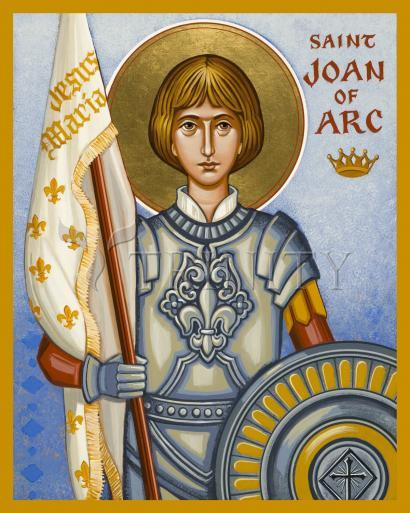 SAINT
JOAN
OF
ARC
Jesus
Maria
TRINITY